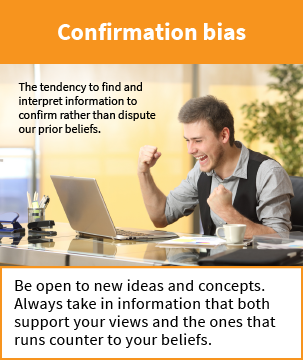 Confirmation bias
The tendency to find and
interpret information to
confirm rather than dispute
our prior beliefs.
Be open to new ideas and concepts.
Always take in information that both
support your views and the ones that
runs counter to your beliefs.